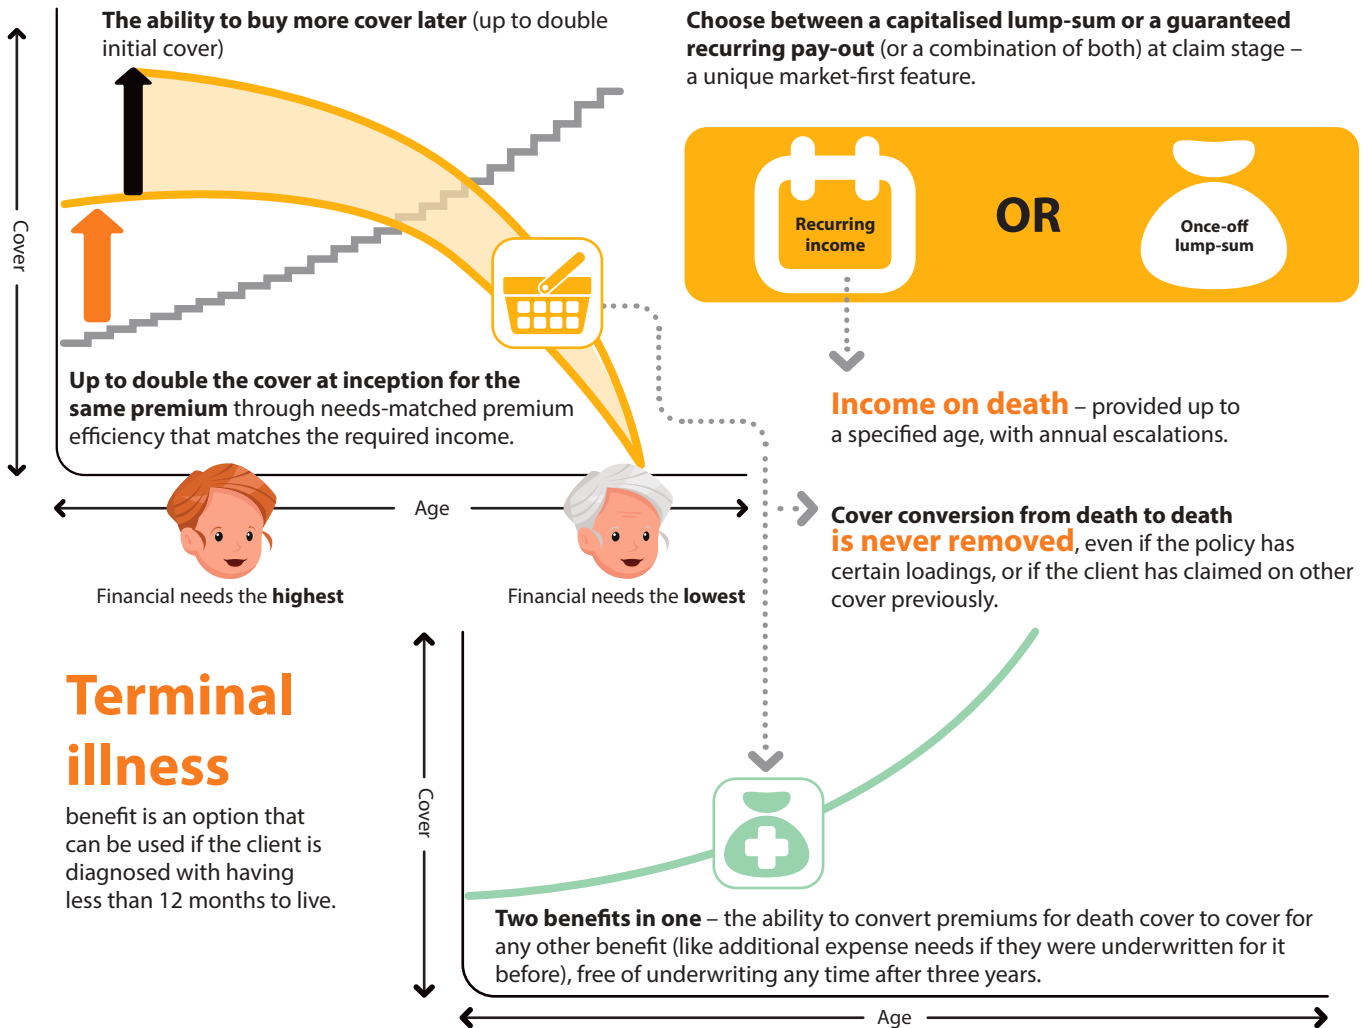 The ability to buy more cover later (up to double
initial cover)
Cover
Up to double the cover at inception for the
same premium through needs-matched premium
efficiency that matches the required income.
Age
Financial needs the highest
Financial needs the lowest
Choose between a capitalised lump-sum or a guaranteed
recurring pay-out (or a combination of both) at claim stage –
a unique market-first feature.
Recurring
income
OR
Once-off
lump-sum
Income on death – provided up to
a specified age, with annual escalations.
Cover conversion from death to death
is never removed, even if the policy has
certain loadings, or if the client has claimed on other
cover previously.
Terminal
illness
benefit is an option that
can be used if the client is
diagnosed with having
less than 12 months to live.
Cover
Two benefits in one – the ability to convert premiums for death cover to cover for
any other benefit (like additional expense needs if they were underwritten for it
before), free of underwriting any time after three years.
Age